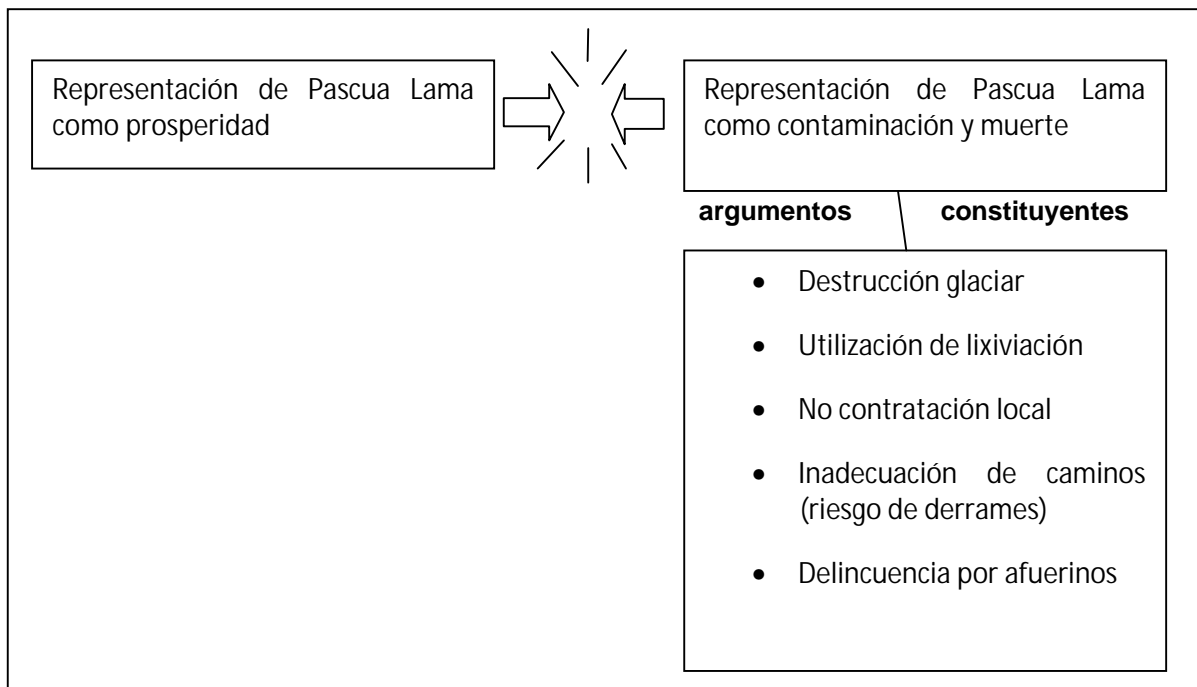 Representación de Pascua Lama
como prosperidad
Representación de Pascua Lama
como contaminación y muerte
argumentos constituyentes
• Destrucción glaciar
• Utilización de lixiviación
• No contratación local
• Inadecuación de caminos
(riesgo de derrames)
• Delincuencia por afuerinos